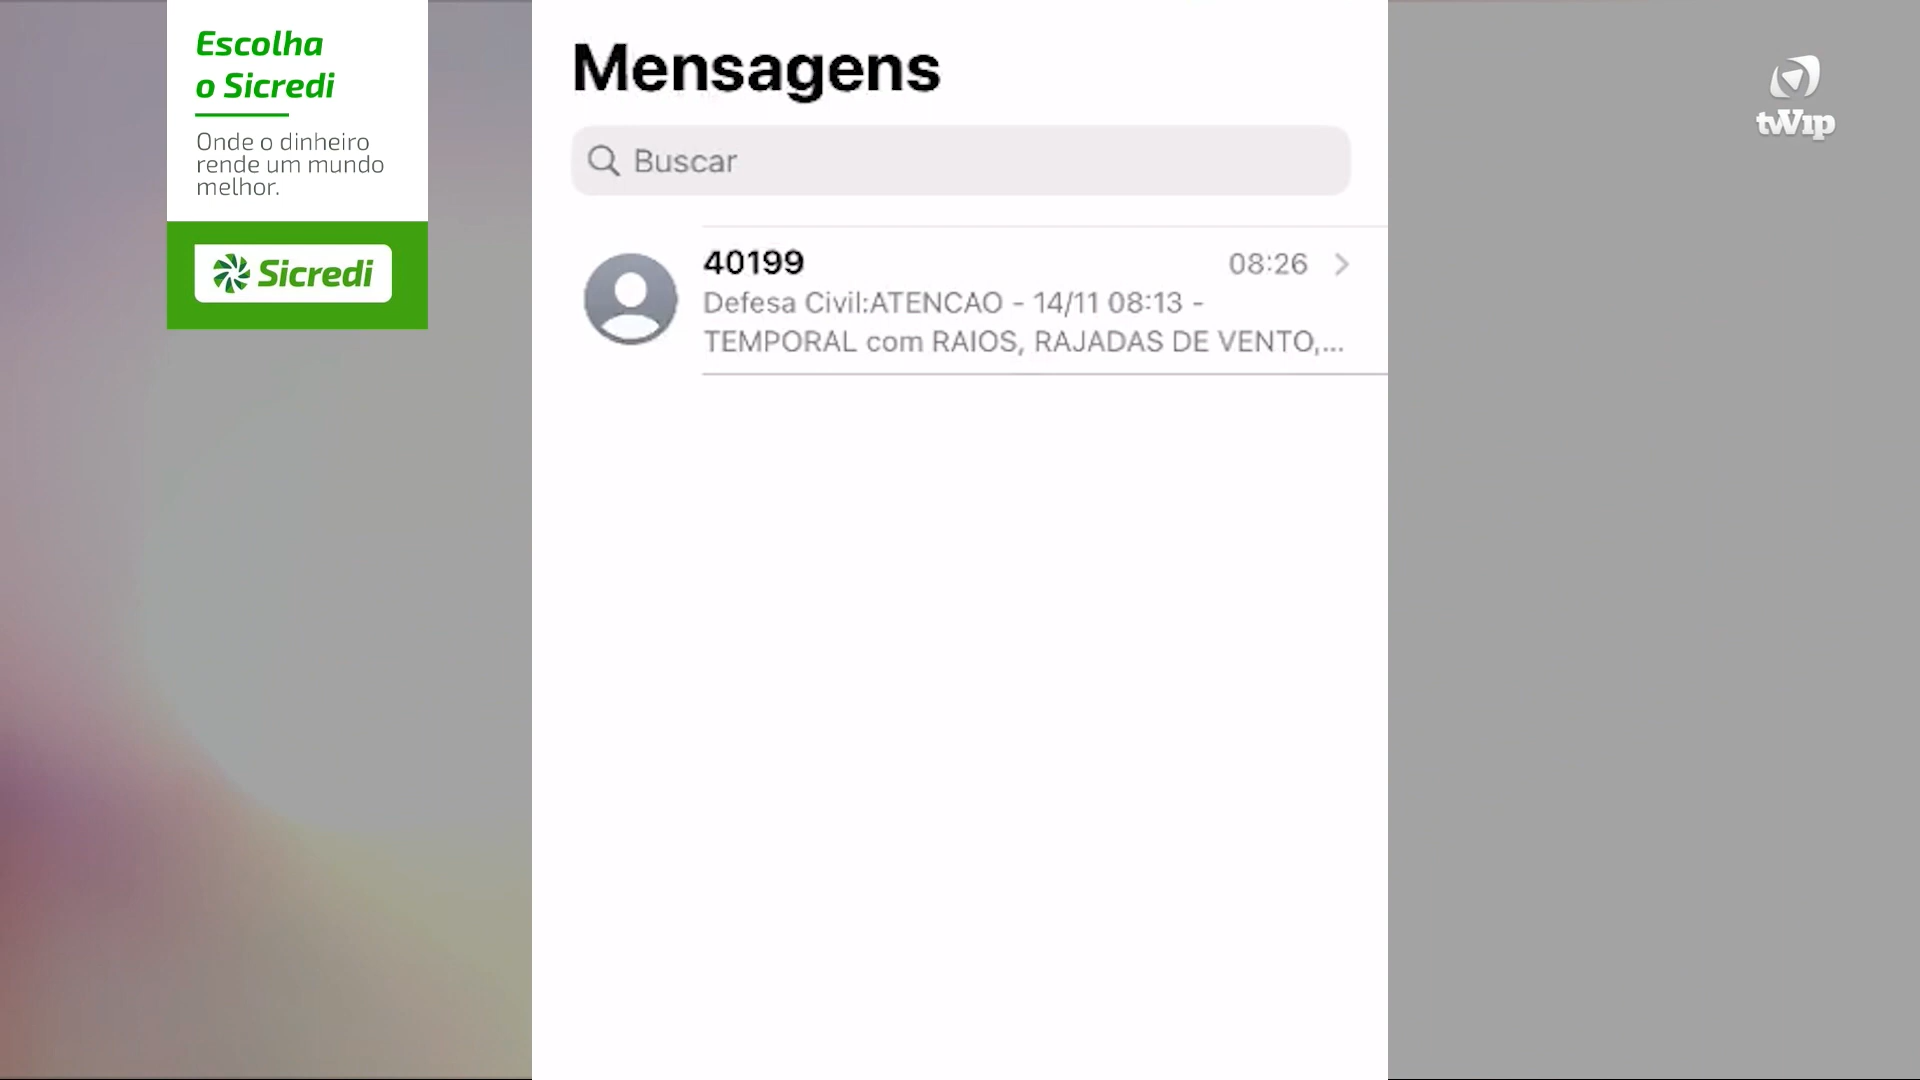 Escolha
o Sicredi
Onde o dinheiro
rende um mundo
melhor.
Sicredi
Mensagens
Buscar
40199
08:26
Defesa Civil:ATENCAO - 14/11 08:13 -
TEMPORAL com RAIOS, RAJADAS DE VENTO,...
tvVip